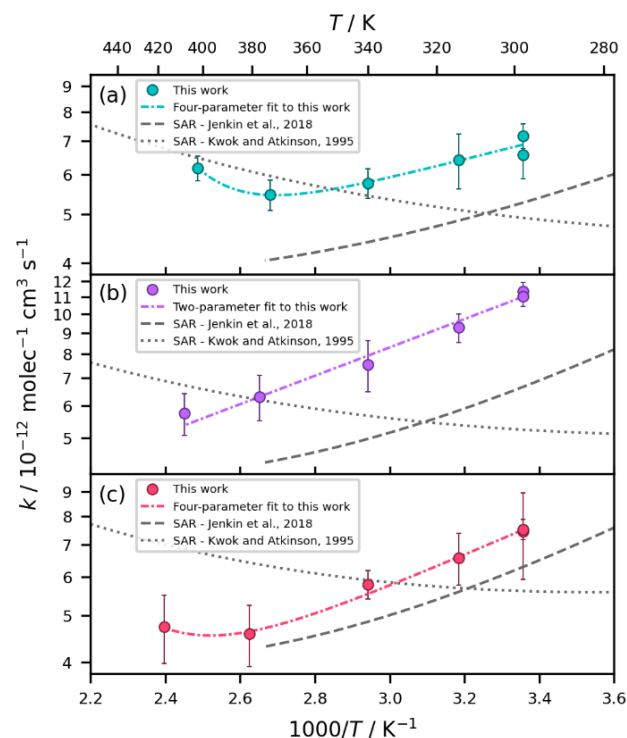 T / K
440 420 400 380 360 340 320 300 280
(a)
This work
Four-parameter fit to this work
SAR - Jenkin et al., 2018
SAR - Kwok and Atkinson, 1995
9
8
7
6
5
4
(b)
This work
Two-parameter fit to this work
SAR - Jenkin et al., 2018
SAR - Kwok and Atkinson, 1995
12
11
10
9
8
7
6
5
k / 10⁻¹² molec⁻¹ cm³ s⁻¹
(c)
This work
Four-parameter fit to this work
SAR - Jenkin et al., 2018
SAR - Kwok and Atkinson, 1995
9
8
7
6
5
4
2.2 2.4 2.6 2.8 3.0 3.2 3.4 3.6
1000/T / K⁻¹